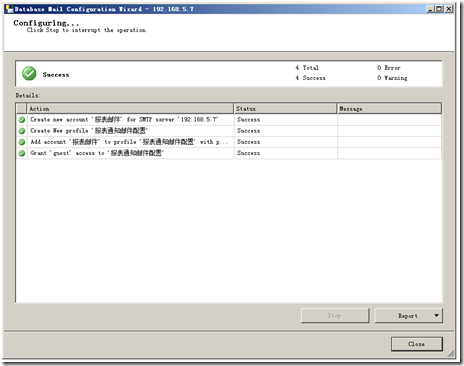 Database Mail Configuration Wizard - 192.168.5.7
Configuring...
Click Stop to interrupt the operation.
Success
4 Total
0 Error
4 Success
0 Warning
Details:
Action Status Message
Create new account '报表邮件' for SMTP server '192.168.5.7' Success
Create New profile '报表通知邮件配置' Success
Add account '报表邮件' to profile '报表通知邮件配置' with p... Success
Grant 'guest' access to '报表通知邮件配置' Success
Stop
Report
Close